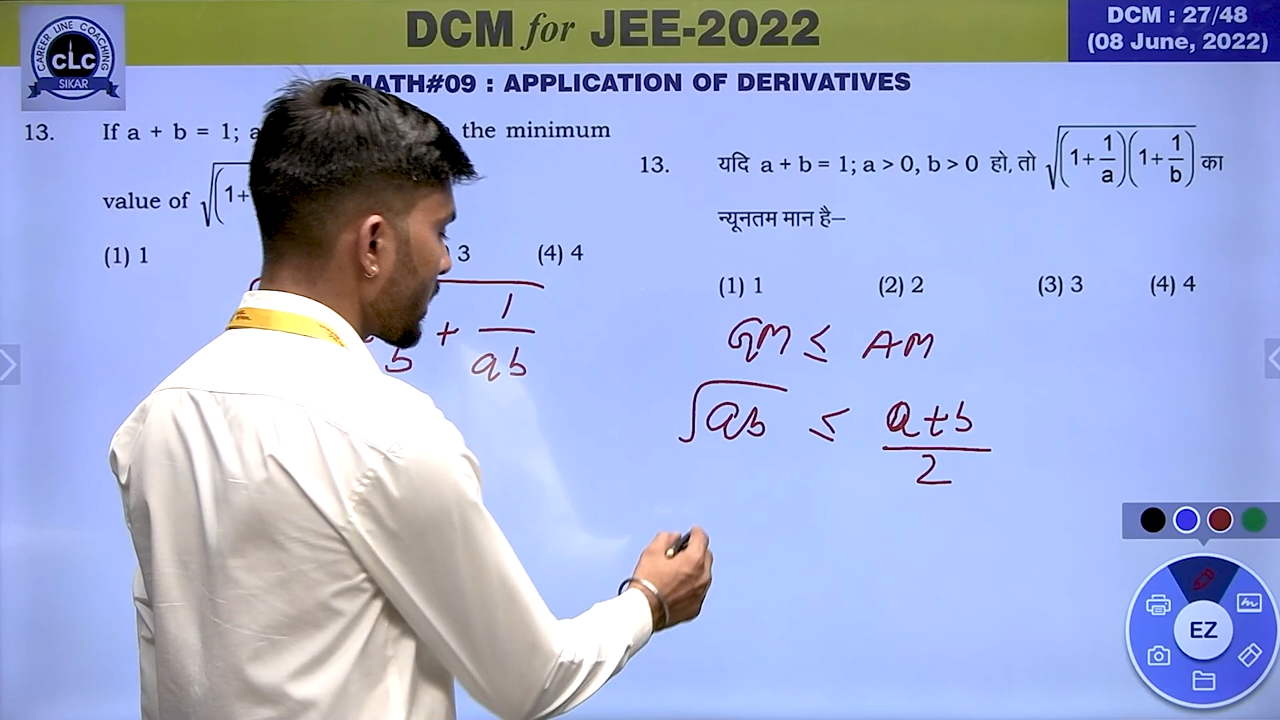 DCM for JEE-2022
DCM : 27/48
(08 June, 2022)
CAREER LINE COACHING
CLC
SIKAR
MATH#09 : APPLICATION OF DERIVATIVES
13. If a + b = 1; a the minimum
value of √(1+
(1) 1 3 (4) 4
13. यदि a + b = 1; a > 0, b > 0 हो, तो √(1+1/a)(1+1/b) का
न्यूनतम मान है–
(1) 1 (2) 2 (3) 3 (4) 4
b + 1/ab
GM ≤ AM
√ab ≤ a+b/2
EZ